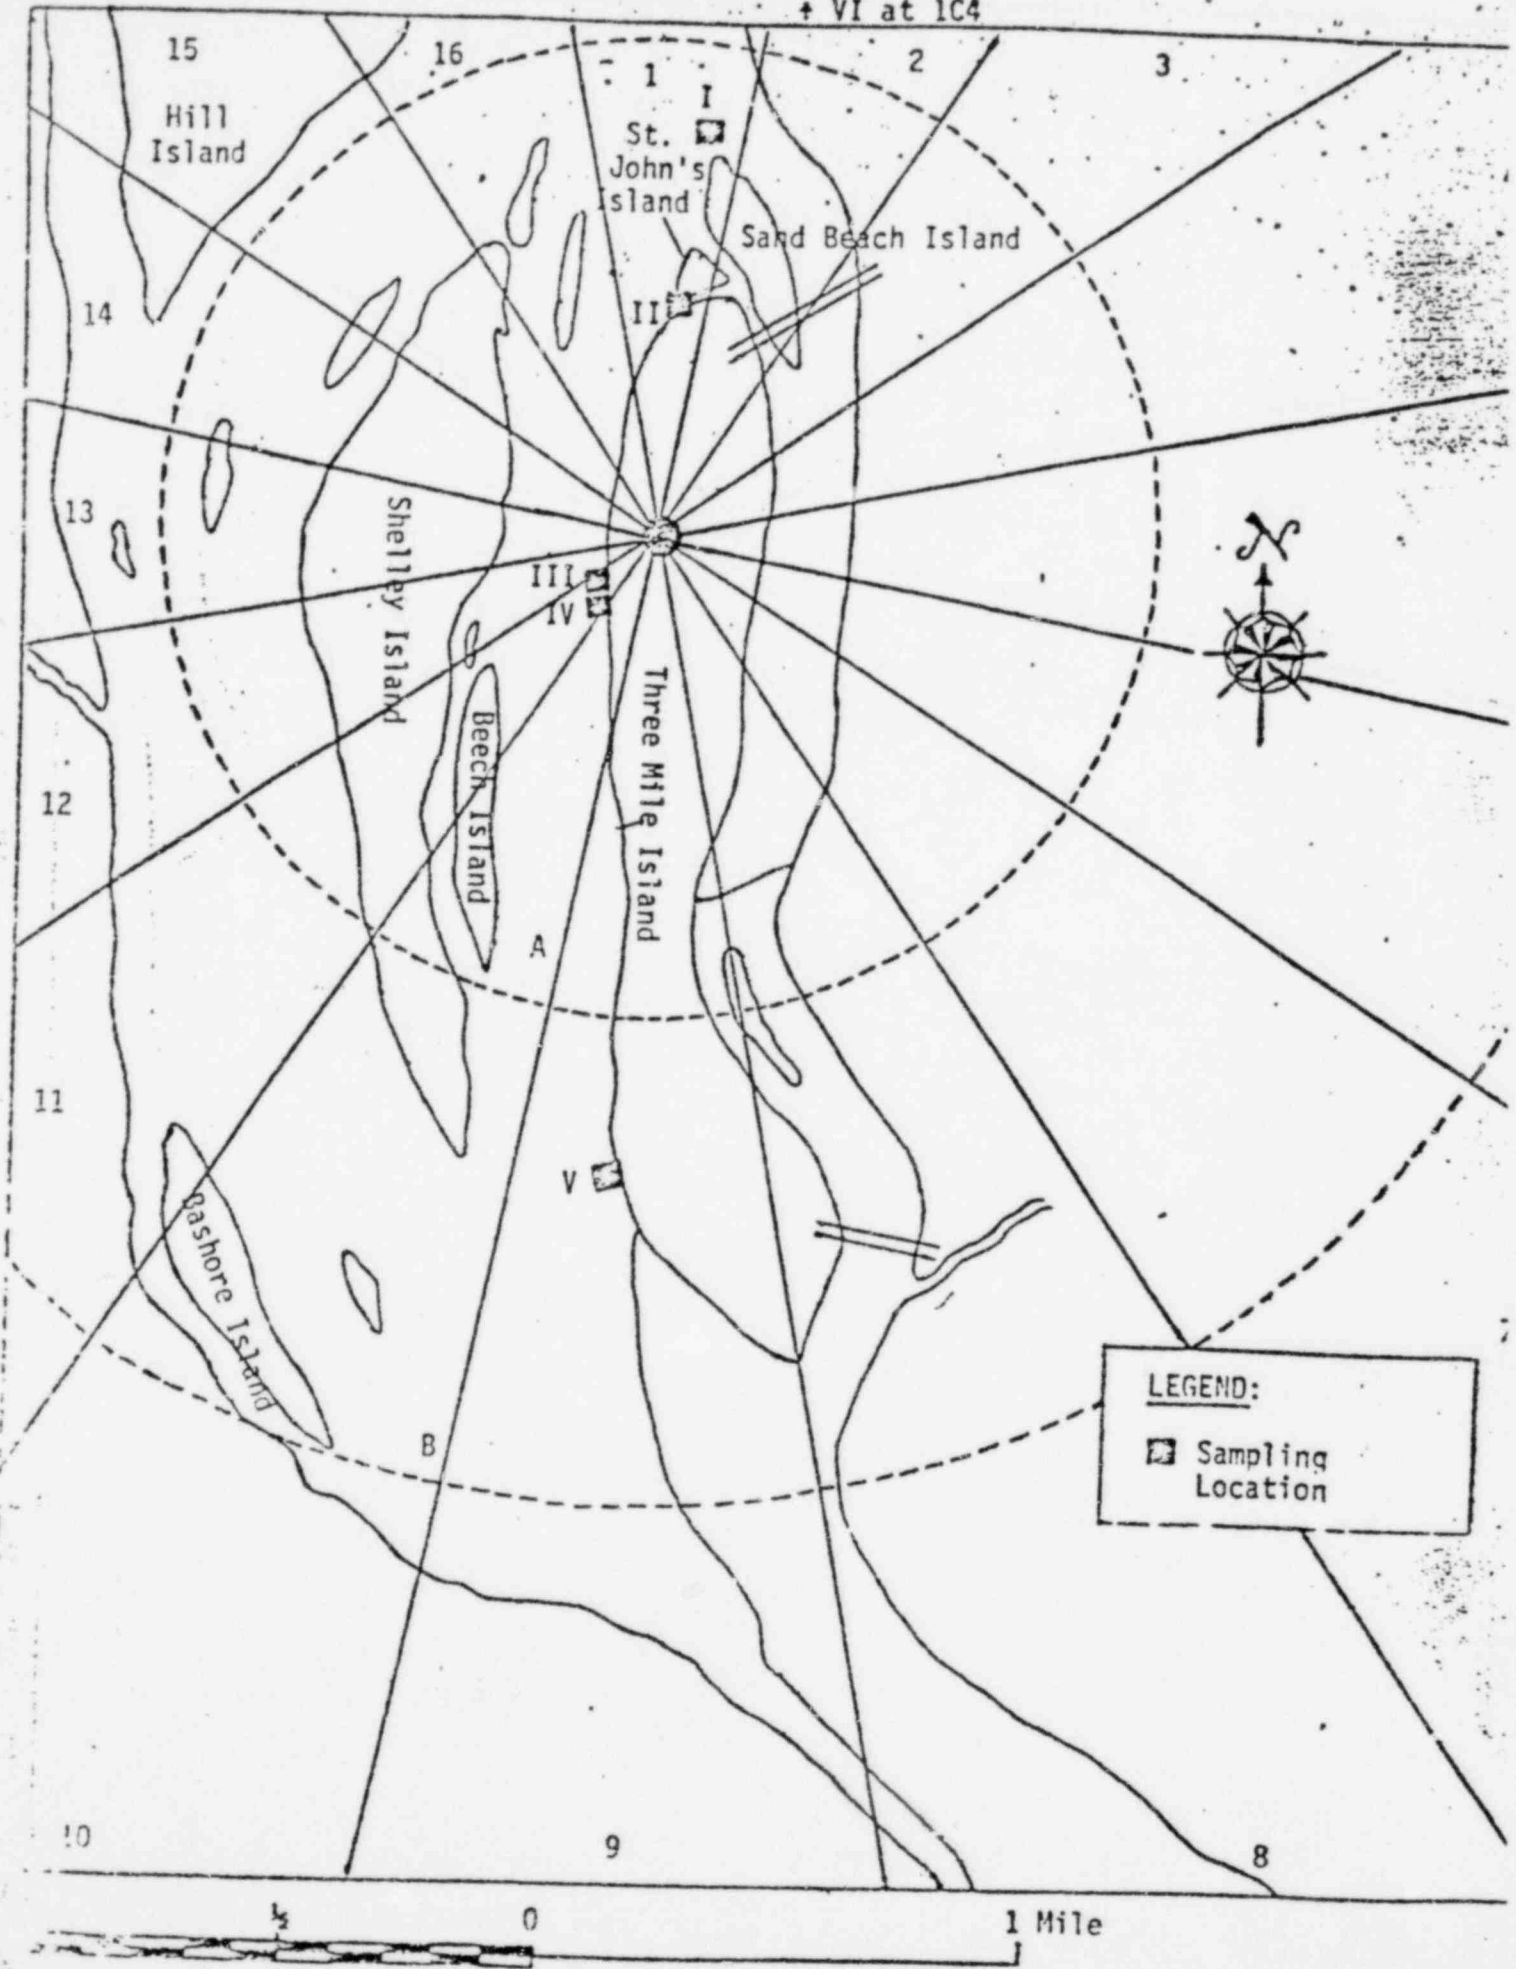 ↑ VI at 1C4
15
16
1
2
3
I
Hill
Island
St.
John's
Island
Sand Beach Island
14
II
13
N
Shelley Island
III
IV
Three Mile Island
Beech Island
12
A
11
V
Bashore Island
B
7
LEGEND:
Sampling
Location
10
9
8
½
0
1 Mile